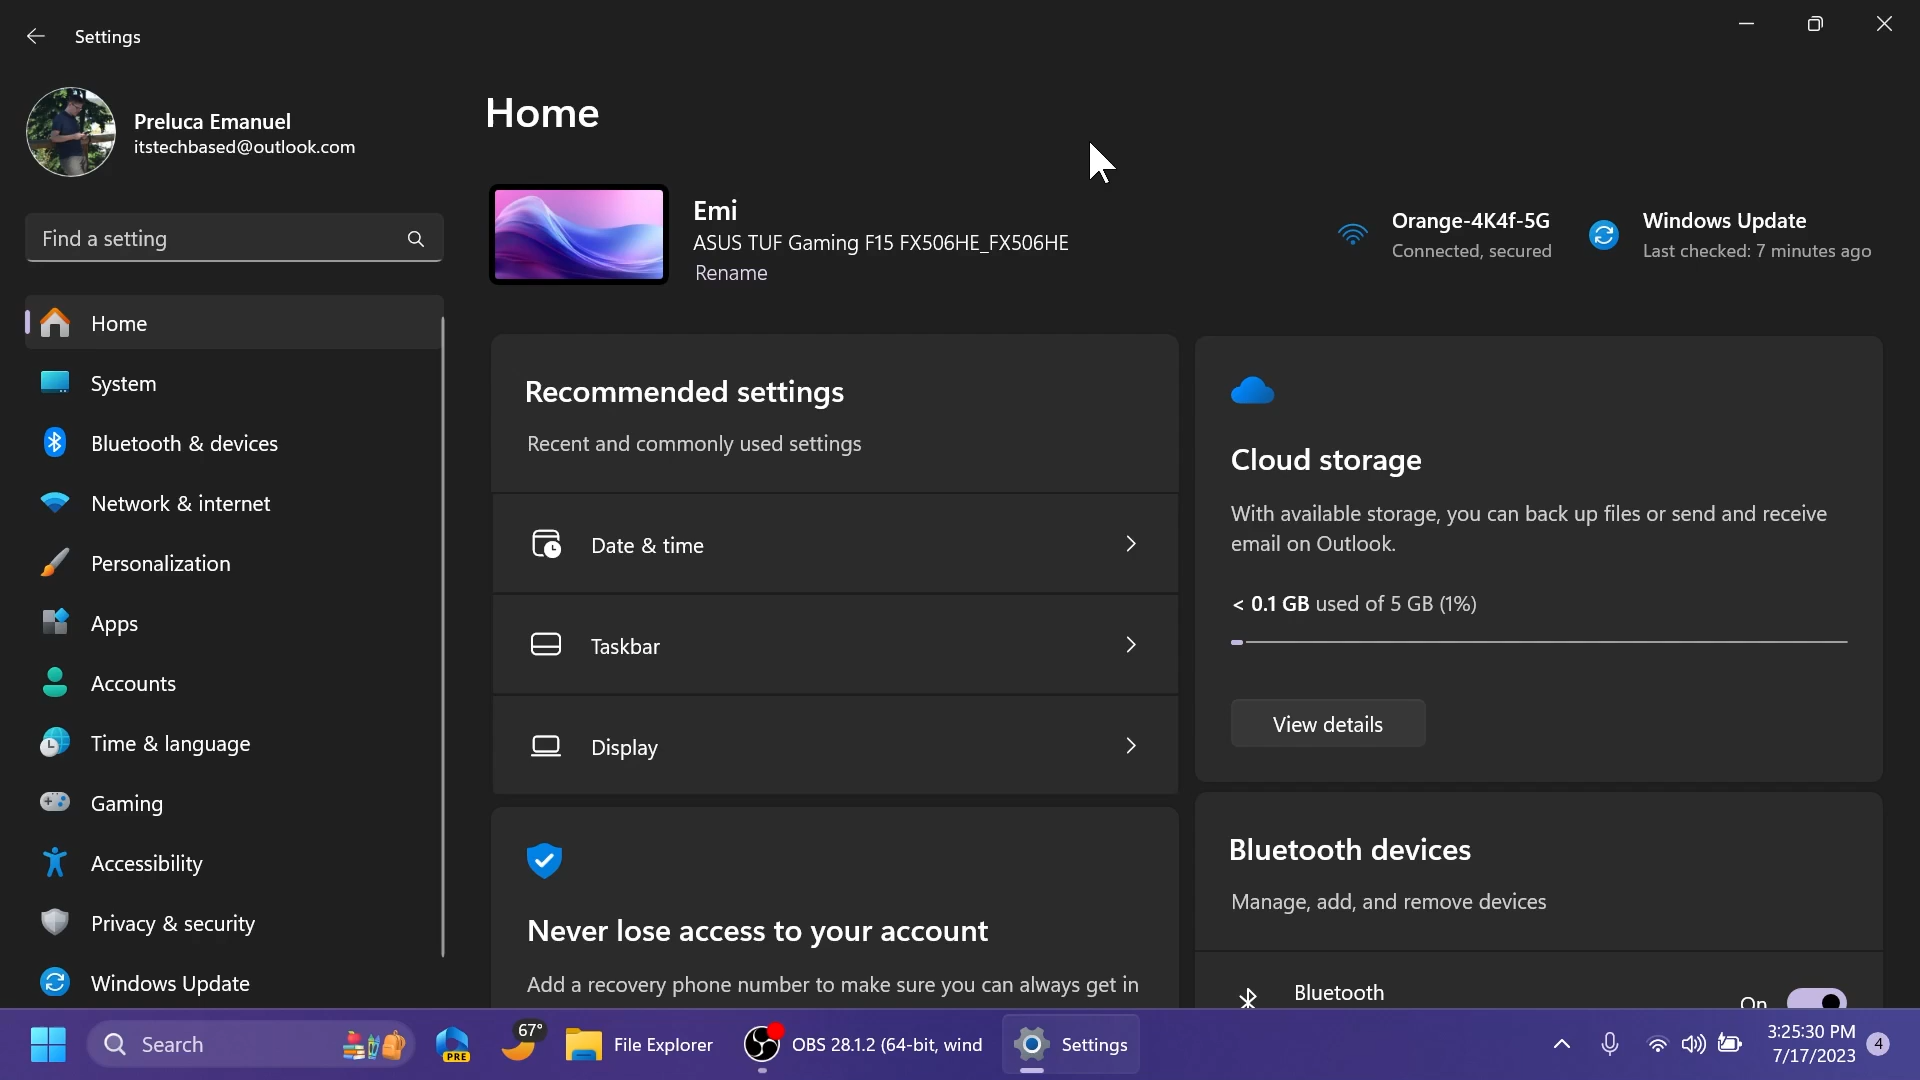 Settings
Preluca Emanuel
itstechbased@outlook.com
Find a setting
Home
System
Bluetooth & devices
Network & internet
Personalization
Apps
Accounts
Time & language
Gaming
Accessibility
Privacy & security
Windows Update
Home
Emi
ASUS TUF Gaming F15 FX506HE_FX506HE
Rename
Orange-4K4f-5G
Connected, secured
Windows Update
Last checked: 7 minutes ago
Recommended settings
Recent and commonly used settings
Date & time
Taskbar
Display
Never lose access to your account
Add a recovery phone number to make sure you can always get in
Cloud storage
With available storage, you can back up files or send and receive
email on Outlook.
< 0.1 GB used of 5 GB (1%)
View details
Bluetooth devices
Manage, add, and remove devices
Bluetooth
On
Search
PRE
67°
File Explorer
OBS 28.1.2 (64-bit, wind
Settings
3:25:30 PM
7/17/2023
4